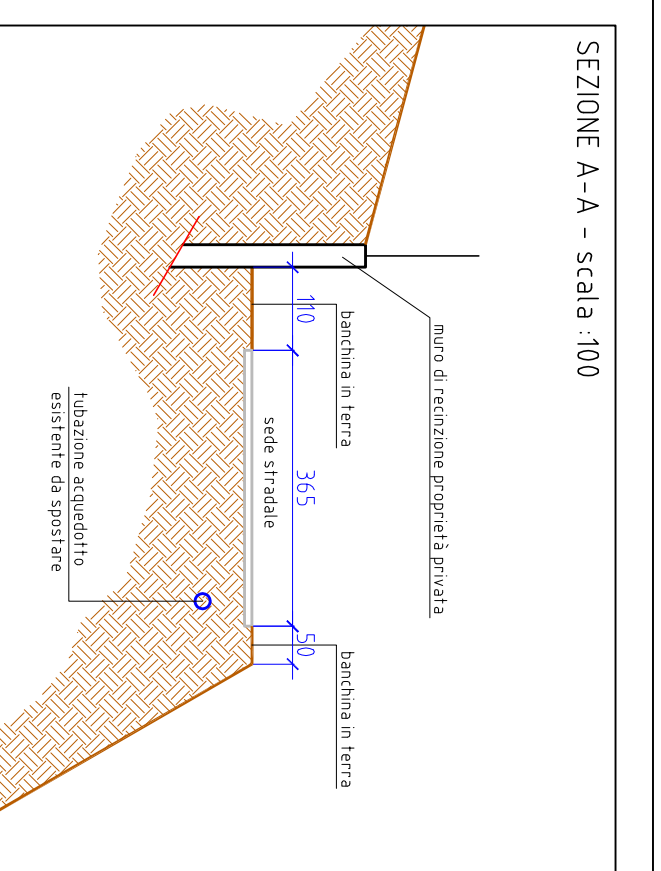 SEZIONE A-A - scala :100
muro di recinzione proprietà privata
banchina in terra
banchina in terra
110
365
50
sede stradale
tubazione acquedotto
esistente da spostare